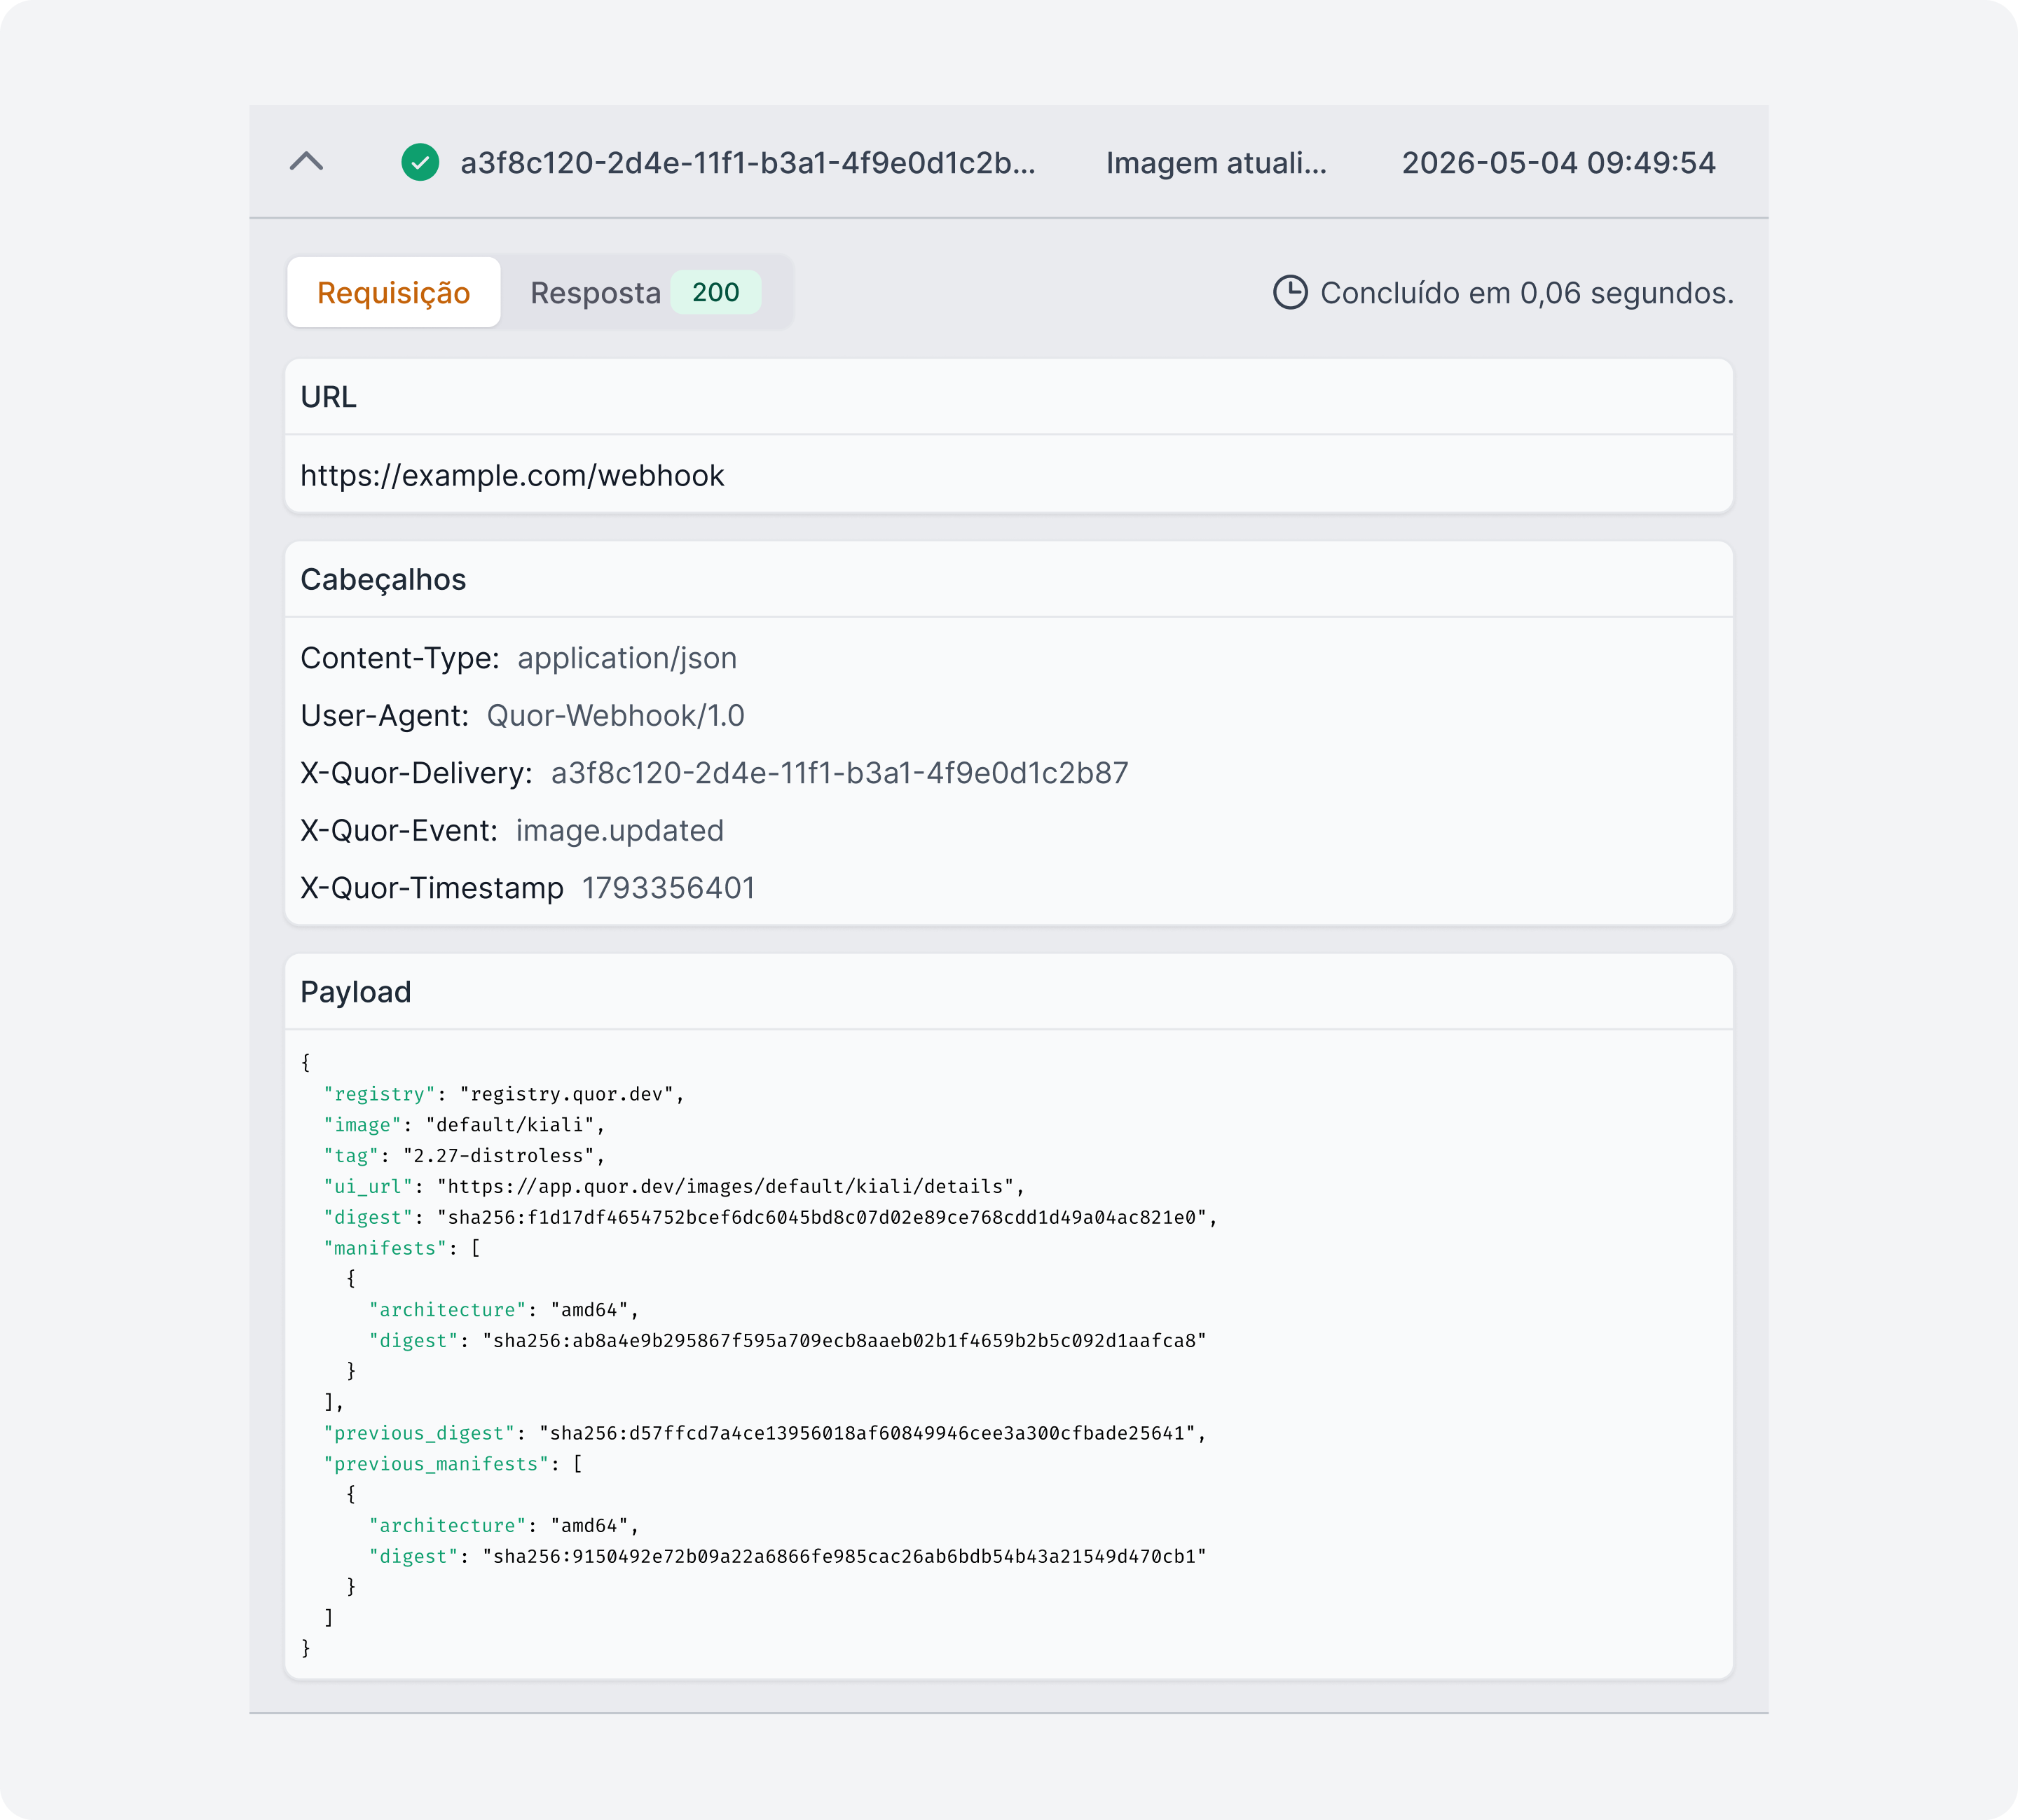 a3f8c120-2d4e-11f1-b3a1-4f9e0d1c2b... Imagem atuali... 2026-05-04 09:49:54
Requisição Resposta 200 Concluído em 0,06 segundos.
URL
https://example.com/webhook
Cabeçalhos
Content-Type: application/json
User-Agent: Quor-Webhook/1.0
X-Quor-Delivery: a3f8c120-2d4e-11f1-b3a1-4f9e0d1c2b87
X-Quor-Event: image.updated
X-Quor-Timestamp 1793356401
Payload
{
  "registry": "registry.quor.dev",
  "image": "default/kiali",
  "tag": "2.27-distroless",
  "ui_url": "https://app.quor.dev/images/default/kiali/details",
  "digest": "sha256:f1d17df4654752bcef6dc6045bd8c07d02e89ce768cdd1d49a04ac821e0",
  "manifests": [
    {
      "architecture": "amd64",
      "digest": "sha256:ab8a4e9b295867f595a709ecb8aaeb02b1f4659b2b5c092d1aafca8"
    }
  ],
  "previous_digest": "sha256:d57ffcd7a4ce13956018af60849946cee3a300cfbade25641",
  "previous_manifests": [
    {
      "architecture": "amd64",
      "digest": "sha256:9150492e72b09a22a6866fe985cac26ab6bdb54b43a21549d470cb1"
    }
  ]
}